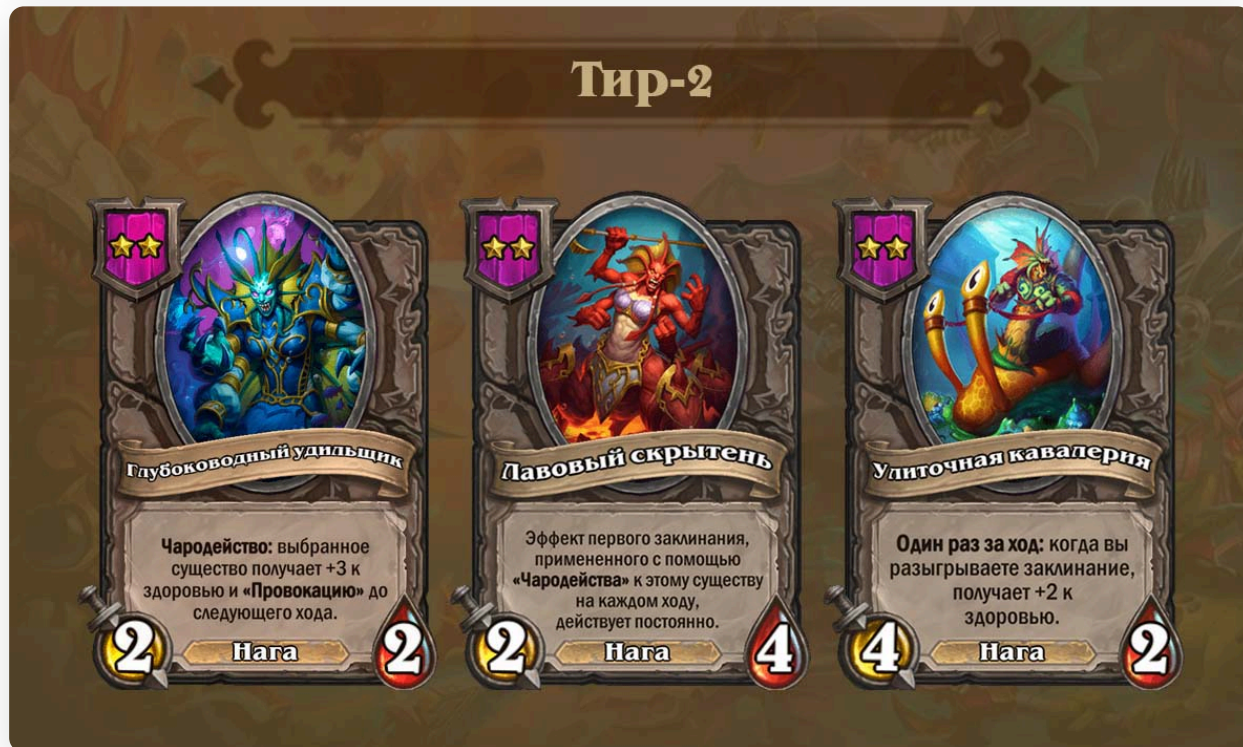 Тир-2
Глубоководный удильщик
Чародейство: выбранное
существо получает +3 к
здоровью и «Провокацию» до
следующего хода.
2
Нага
2
Лавовый скрытень
Эффект первого заклинания,
примененного с помощью
«Чародейства» к этому существу
на каждом ходу,
действует постоянно.
2
Нага
4
Улиточная кавалерия
Один раз за ход: когда вы
разыгрываете заклинание,
получает +2 к
здоровью.
4
Нага
2